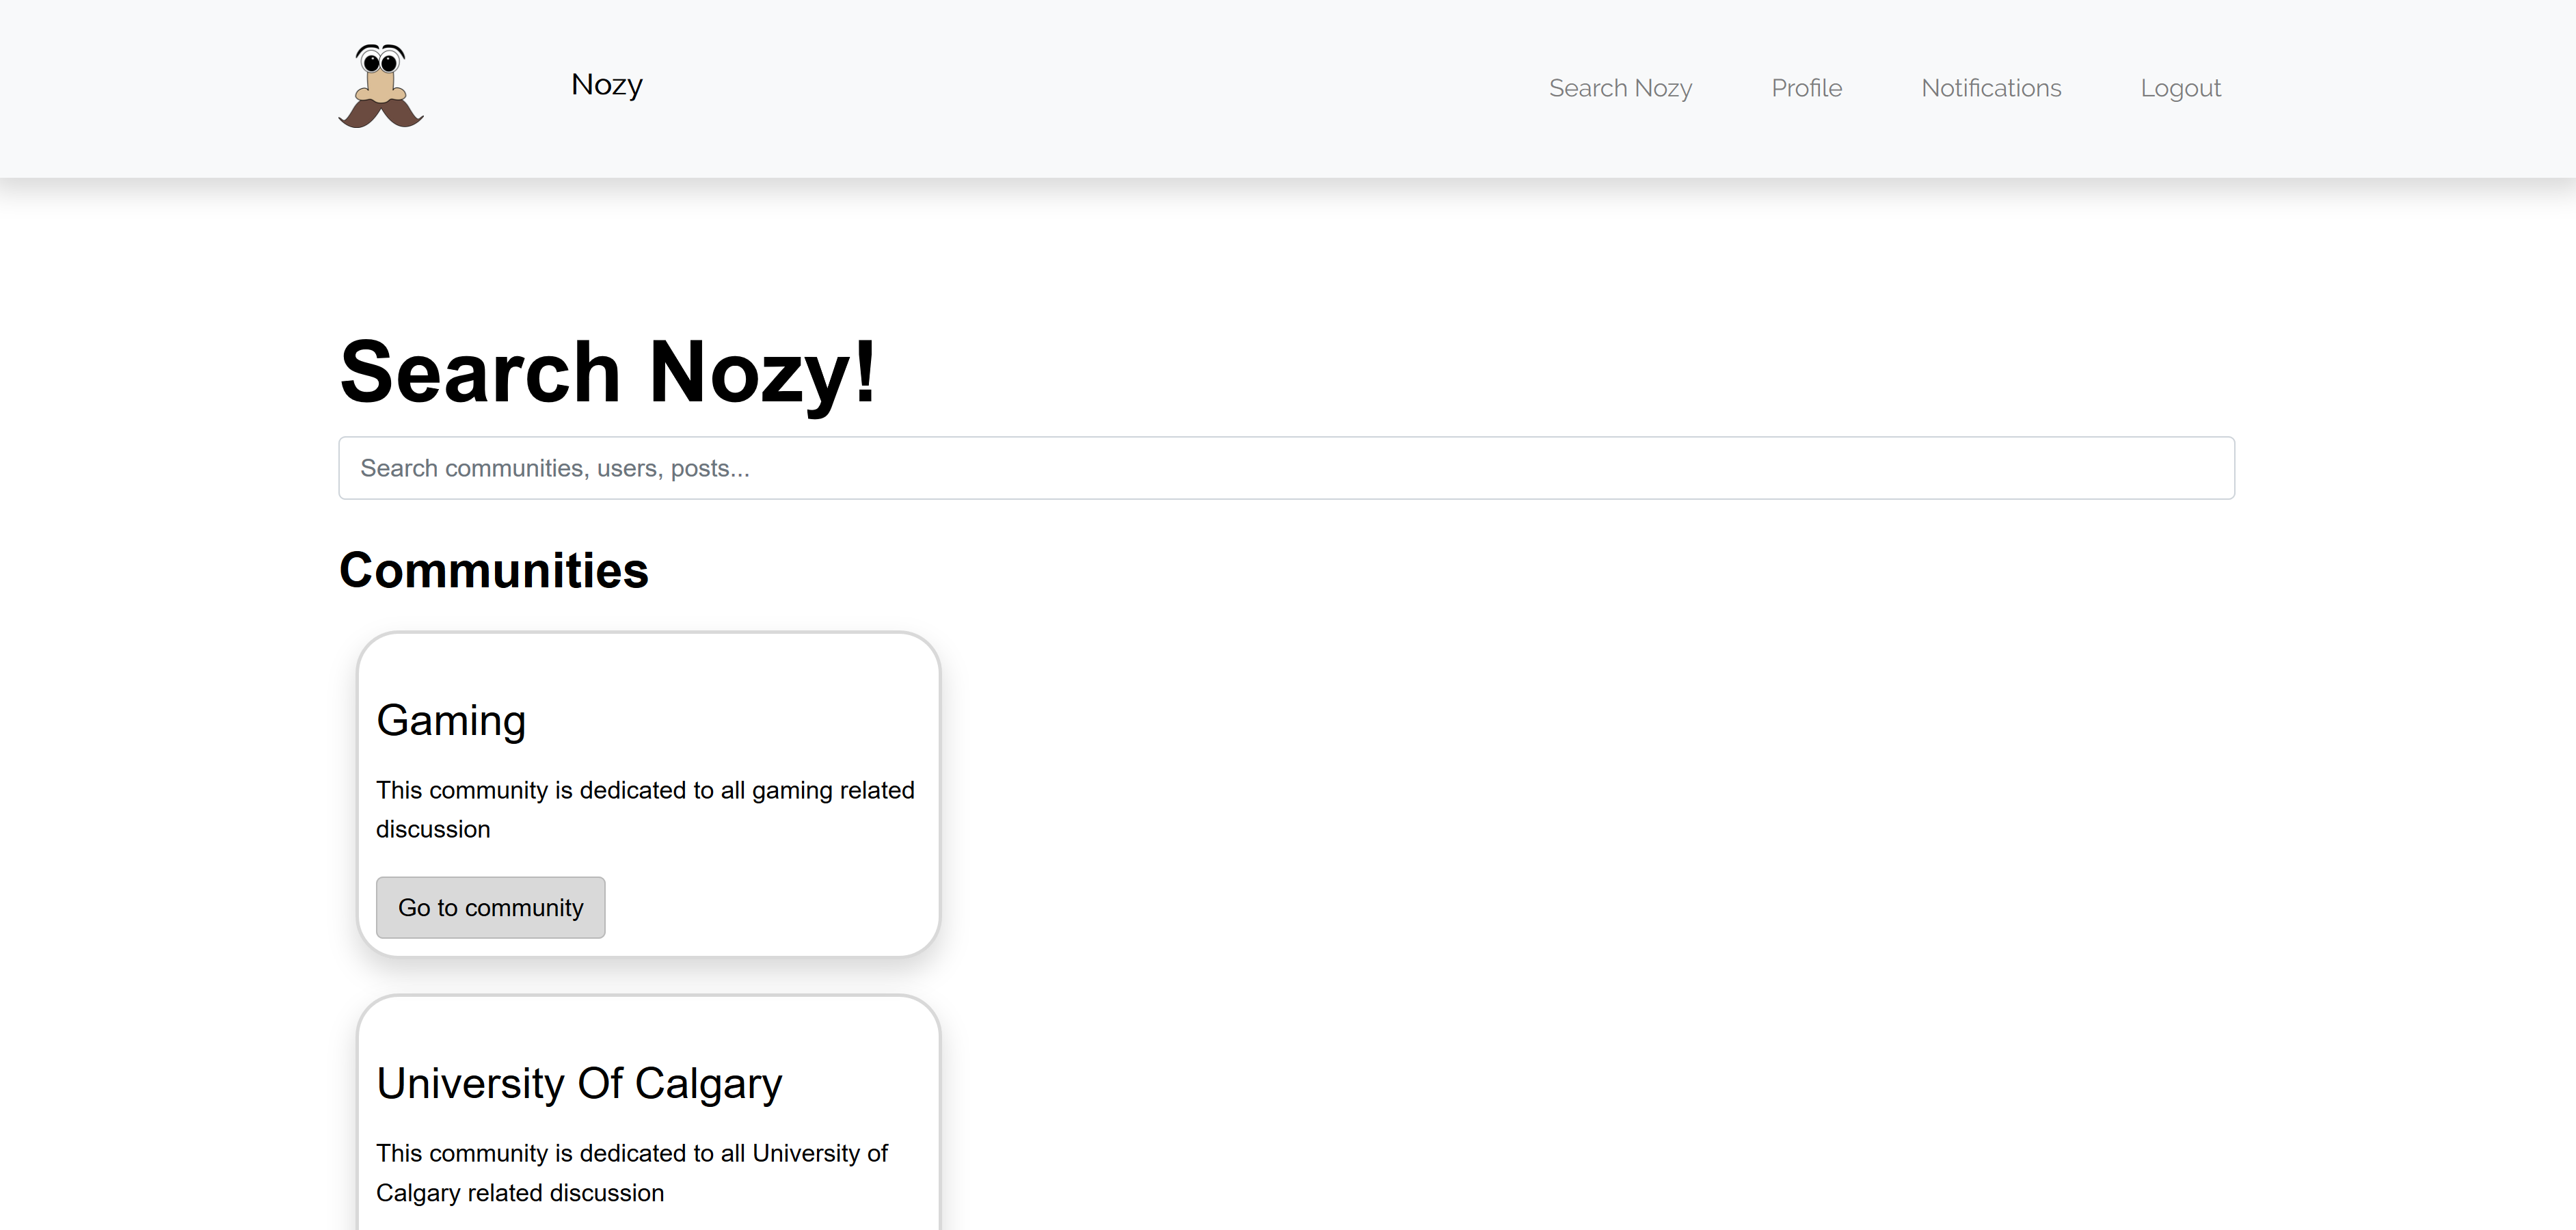 Nozy
Search Nozy
Profile
Notifications
Logout
Search Nozy!
Search communities, users, posts...
Communities
Gaming
This community is dedicated to all gaming related
discussion
Go to community
University Of Calgary
This community is dedicated to all University of
Calgary related discussion